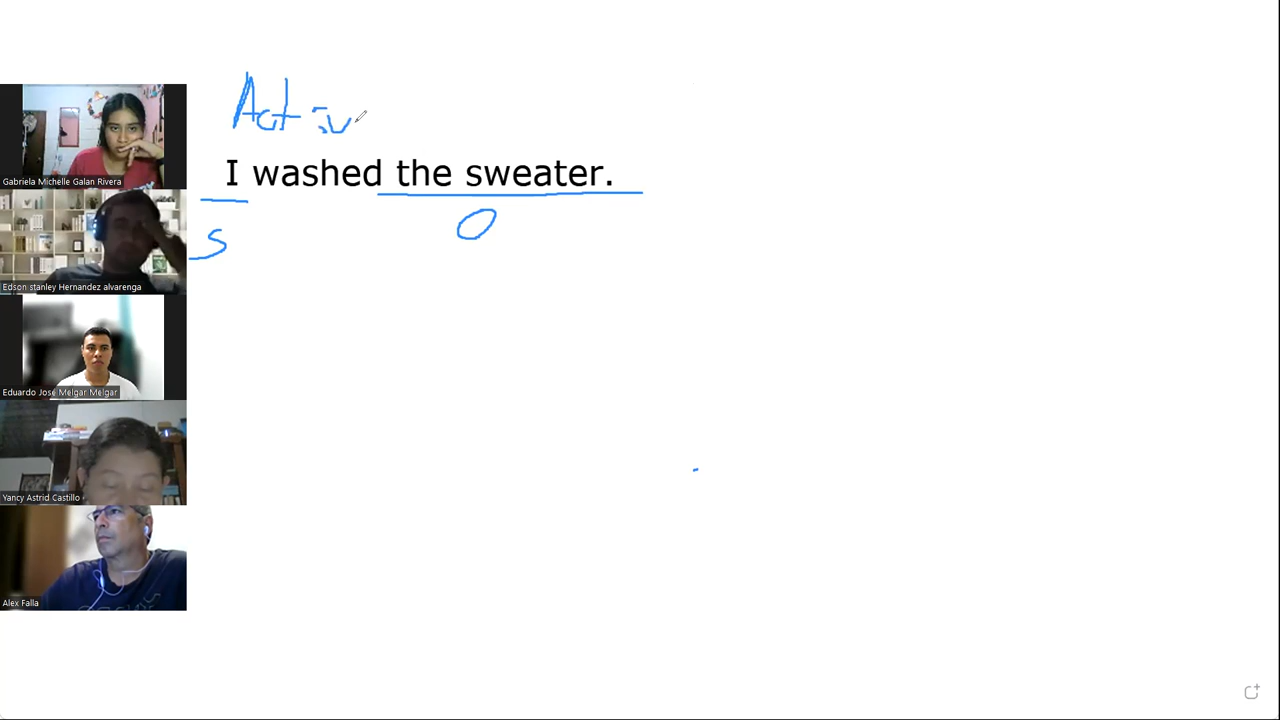 Activ
I washed the sweater.
S
O
Gabriela Michelle Galan Rivera
Edson stanley Hernandez alvarenga
Eduardo José Melgar Melgar
Yancy Astrid Castillo
Alex Falla